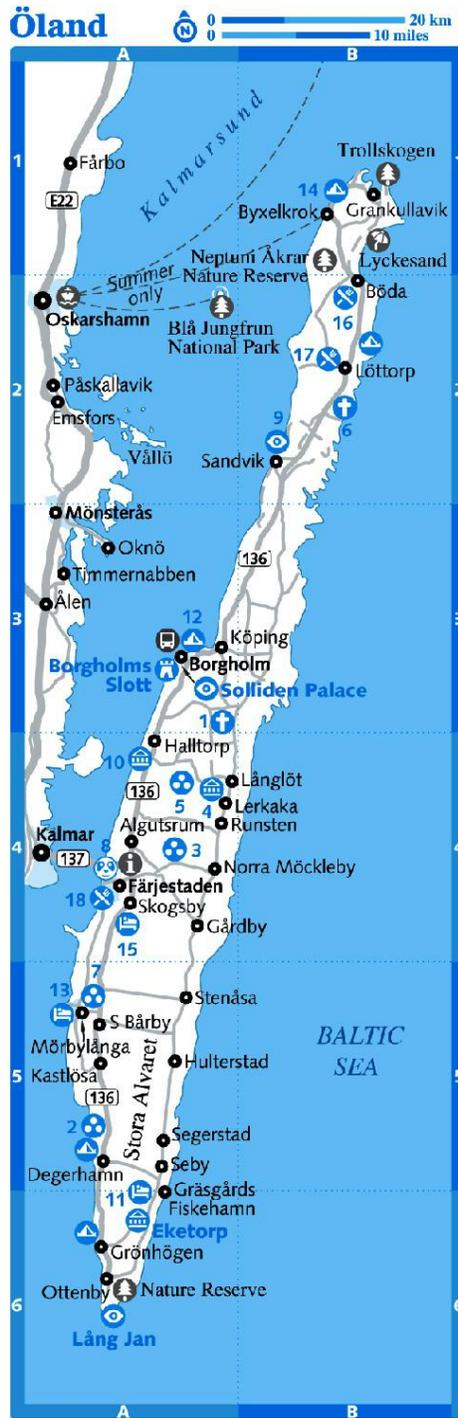 Öland
N
0 20 km
0 10 miles
A B
1
Fårbo
E22
Kalmarsund
Trollskogen
14
Byxelkrok
Grankullavik
Neptum Åkrar
Nature Reserve
Lyckesand
Summer
only
Oskarshamn
Blå Jungfrun
National Park
Böda
16
2
17
Löttorp
Påskallavik
Emsfors
6
9
Vållö
Sandvik
Mönsterås
Oknö
136
Timmernabben
3 3
Ålen
12
Köping
Borgholm
Borgholms
Slott
Solliden Palace
1
Halltorp
10
136
5
4
Långlöt
Lerkaka
Runsten
Algutsrum
Kalmar
137
8
i
3
4 4
Norra Möckleby
Färjestaden
18
Skogsby
15
Gårdby
7
13
Stenåsa
S Bårby
Mörbylånga
Kastlösa
Stora Alvaret
Hulterstad
BALTIC
SEA
5 5
136
2
Segerstad
Seby
Degerhamn
11
Gräsgårds
Fiskehamn
Eketorp
Grönhögen
Ottenby
Nature Reserve
6 6
Lång Jan
A B